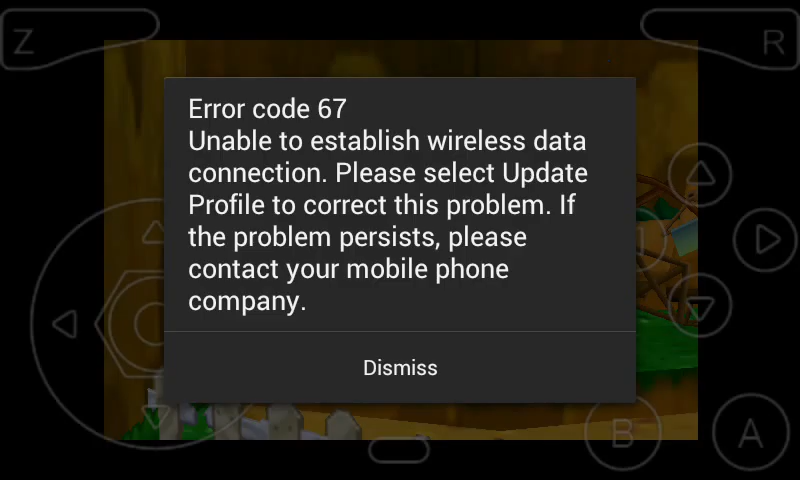 Z
R
Error code 67
Unable to establish wireless data
connection. Please select Update
Profile to correct this problem. If
the problem persists, please
contact your mobile phone
company.
Dismiss
B
A